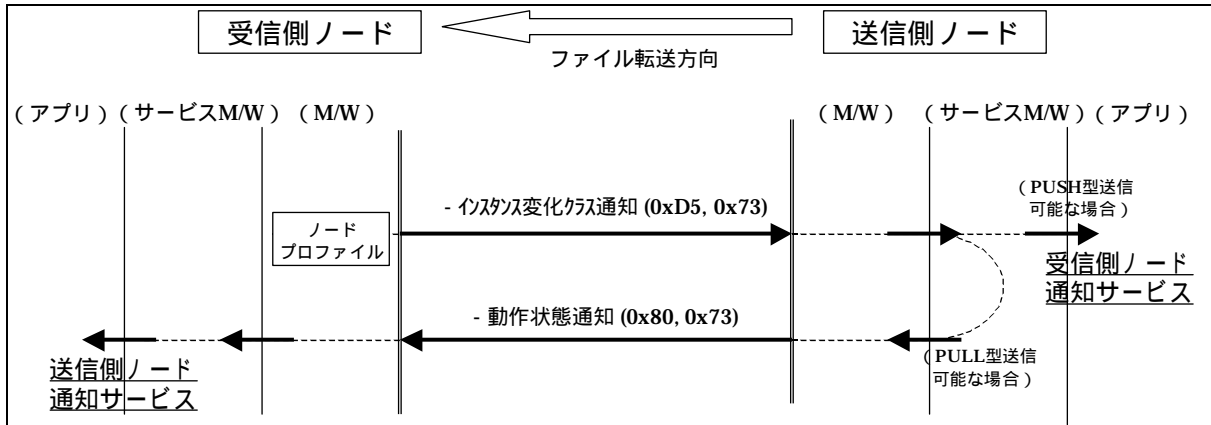 受信側ノード
送信側ノード
ファイル転送方向
(アプリ) (サービスM/W) (M/W)
(M/W) (サービスM/W) (アプリ)
(PUSH型送信
可能な場合)
- インスタンス変化クラス通知 (0xD5, 0x73)
ノード
プロファイル
受信側ノード
通知サービス
- 動作状態通知 (0x80, 0x73)
(PULL型送信
可能な場合)
送信側ノード
通知サービス